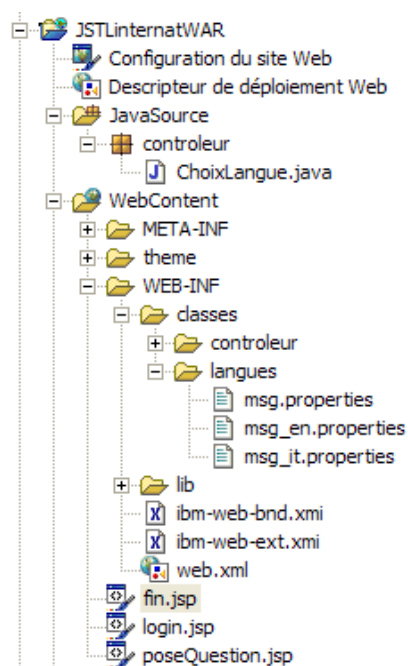 JSTLinternatWAR
Configuration du site Web
Descripteur de déploiement Web
JavaSource
controleur
ChoixLangue.java
WebContent
META-INF
theme
WEB-INF
classes
controleur
langues
msg.properties
msg_en.properties
msg_it.properties
lib
ibm-web-bnd.xmi
ibm-web-ext.xmi
web.xml
fin.jsp
login.jsp
poseQuestion.jsp